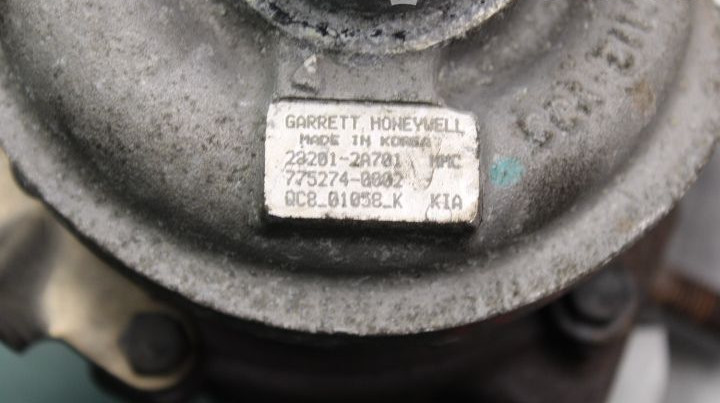 GARRETT HONEYWELL
MADE IN KOREA
28201-2A701 MMC
775274-0002
QC8_01058_K KIA